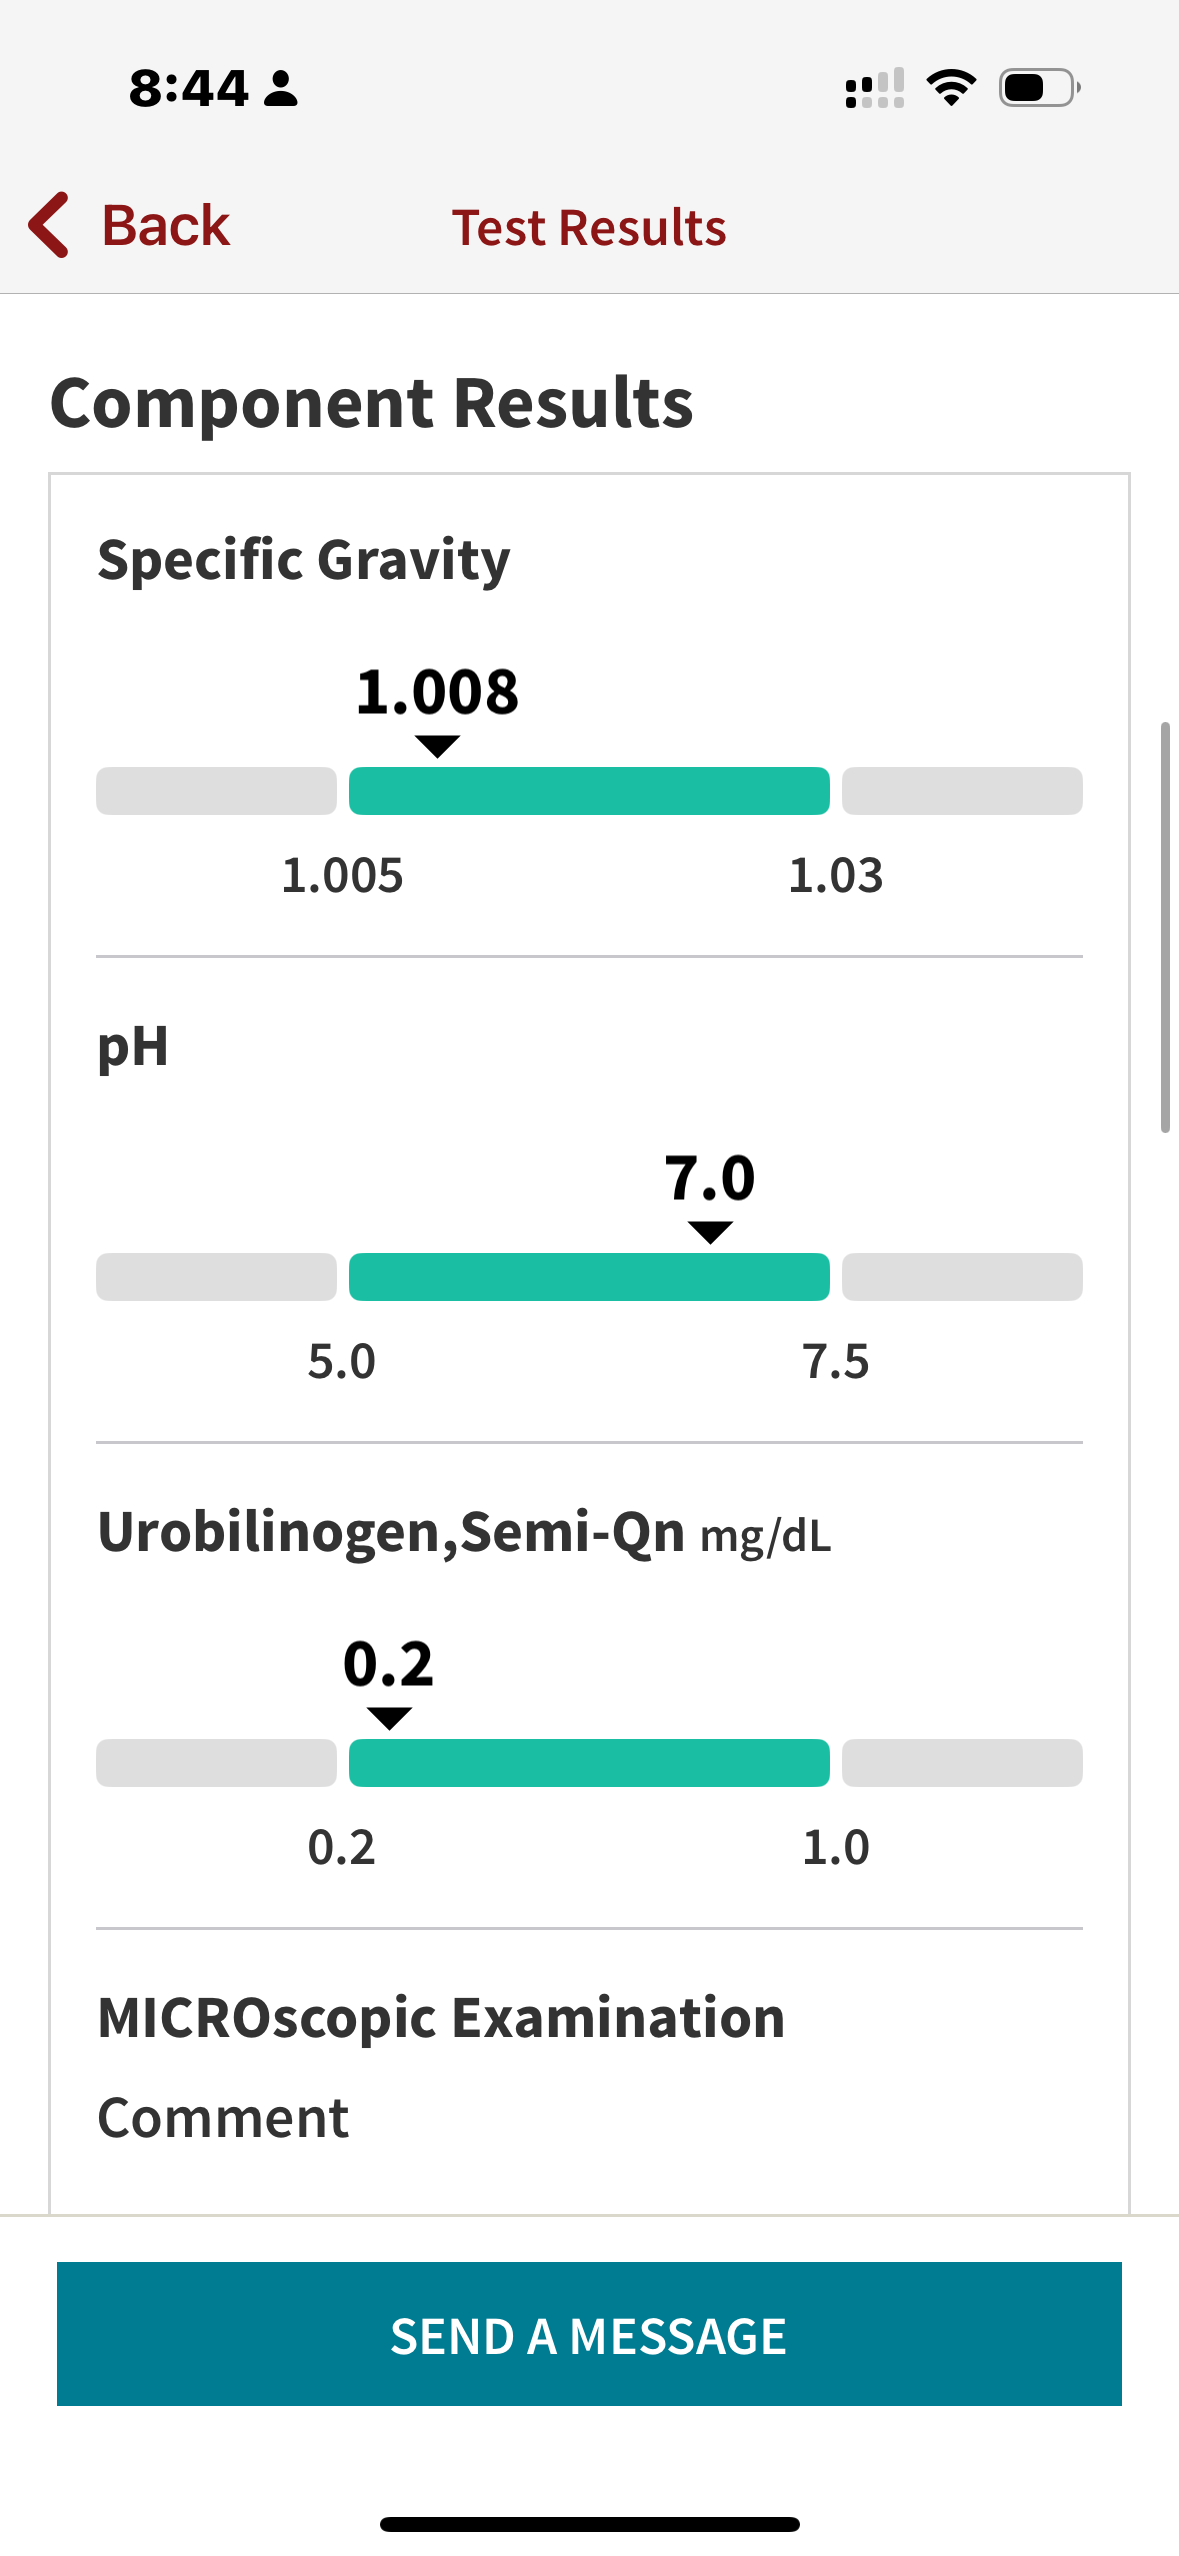 8:44
Back
Test Results
Component Results
Specific Gravity
1.008
1.005
1.03
pH
7.0
5.0
7.5
Urobilinogen,Semi-Qn mg/dL
0.2
0.2
1.0
MICROscopic Examination
Comment
SEND A MESSAGE